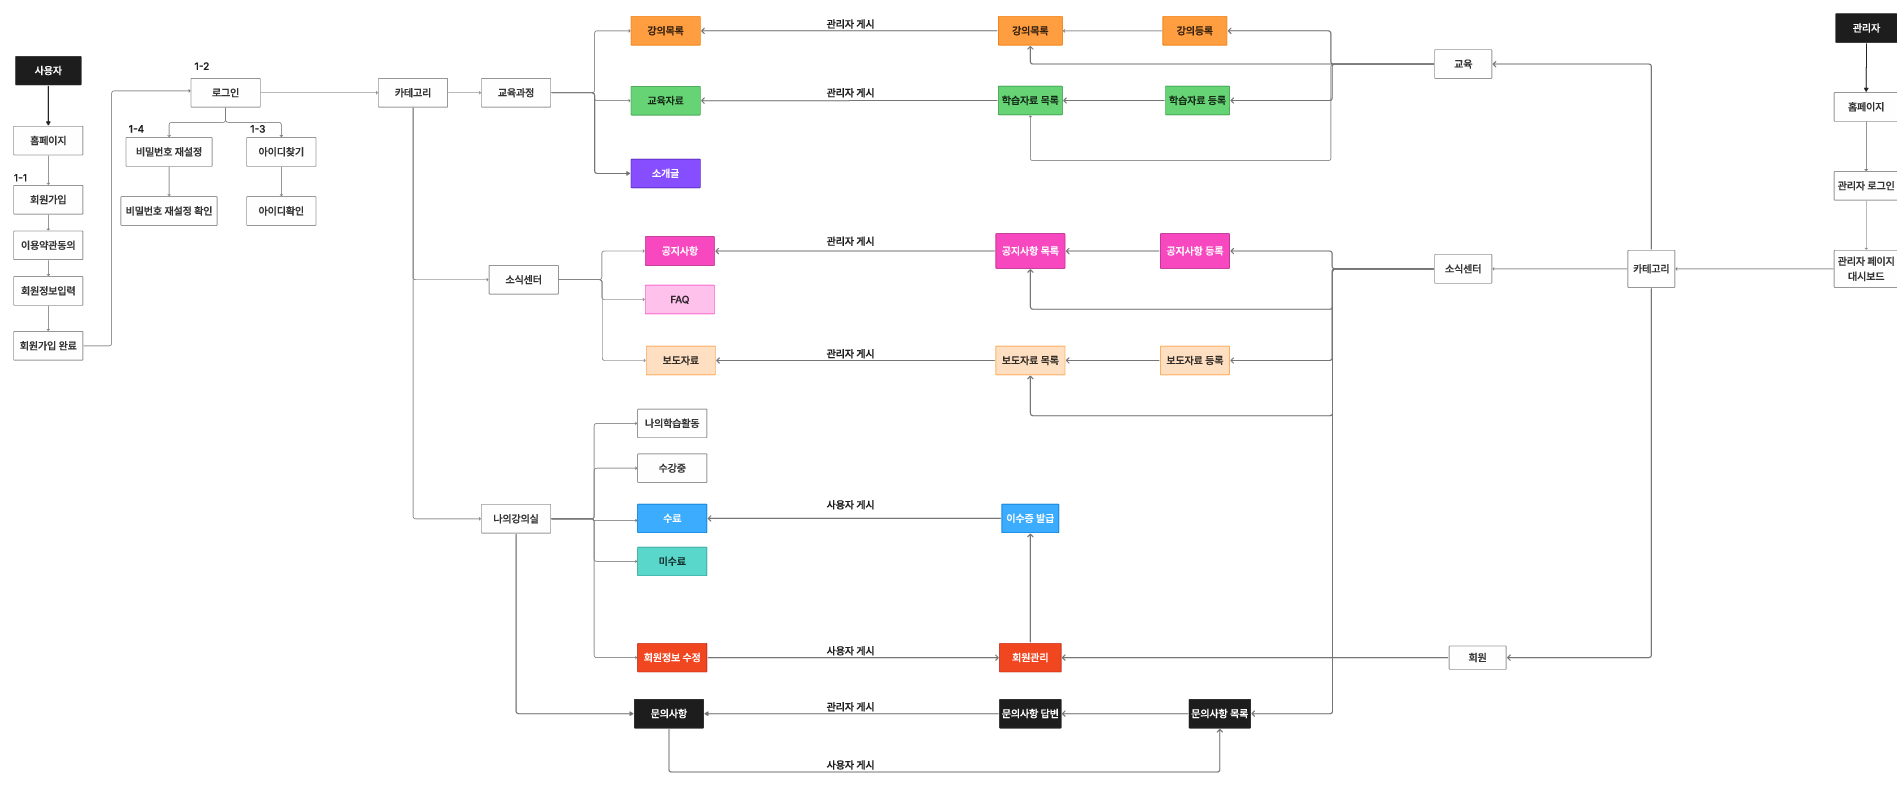 강의목록
관리자 게시
강의목록
강의등록
관리자
사용자
1-2
로그인
카테고리
교육과정
교육
교육자료
관리자 게시
학습자료 목록
학습자료 등록
홈페이지
홈페이지
1-4
1-3
비밀번호 재설정
아이디찾기
소개글
1-1
회원가입
관리자 로그인
비밀번호 재설정 확인
아이디확인
이용약관동의
공지사항
관리자 게시
공지사항 목록
공지사항 등록
소식센터
소식센터
카테고리
관리자 페이지
대시보드
회원정보입력
FAQ
회원가입 완료
보도자료
관리자 게시
보도자료 목록
보도자료 등록
나의학습활동
수강중
나의강의실
수료
사용자 게시
이수증 발급
미수료
회원정보 수정
사용자 게시
회원관리
회원
문의사항
관리자 게시
문의사항 답변
문의사항 목록
사용자 게시